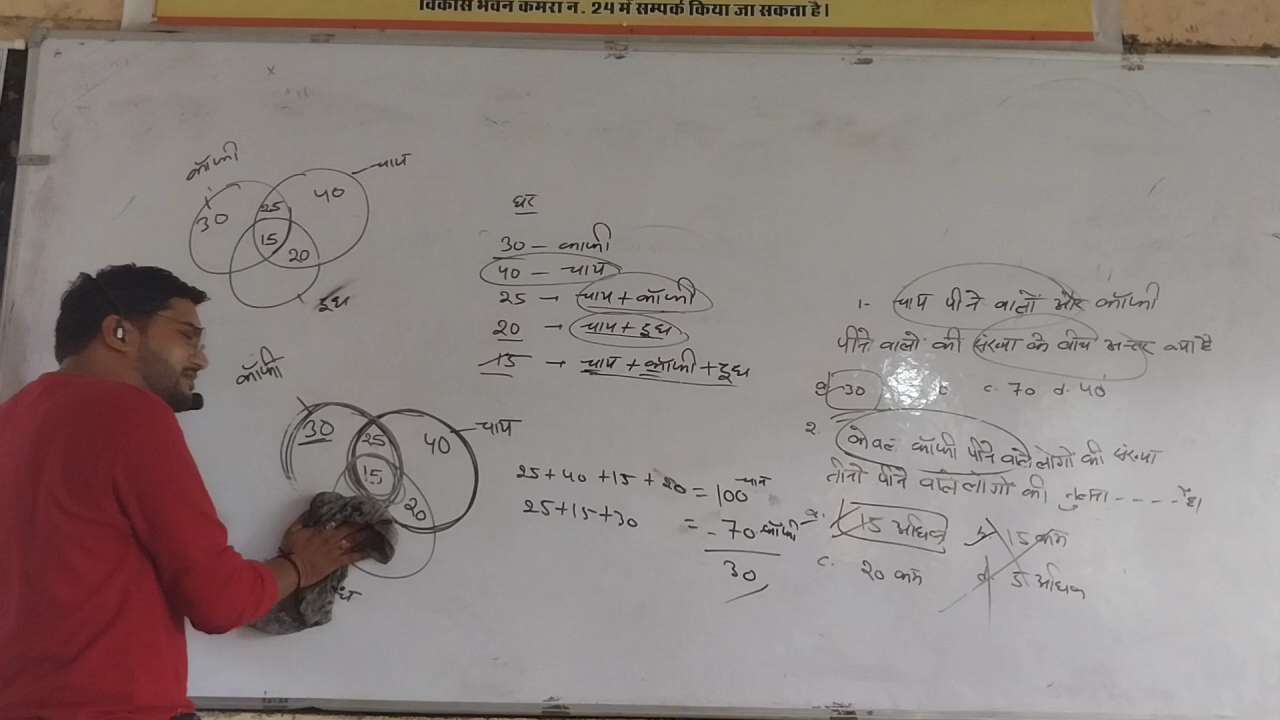 विकास भवन कमरा न. 24 में सम्पर्क किया जा सकता है।
कॉफी
चाय
30
25
40
15
20
दूध
घर
30 – काफी
40 – चाय
25 → चाय + कॉफी
20 → चाय + दूध
15 → चाय + कॉफी + दूध
1- चाय पीने वालों और कॉफी
पीने वालो की संख्या के बीच अन्तर क्या है
a 30 b c. 70 d. 40
2. केवल कॉफी पीने वाले लोगो की संख्या
तीनो पीने वाले लोगो की तुलना - - - - है।
a. 15 अधिक b 15 कम
c. 20 कम d. 5 अधिक
कॉफी
चाय
30
25
40
15
20
25 + 40 + 15 + 20 = 100 चाय
25 + 15 + 30 = - 70 कॉफी
30